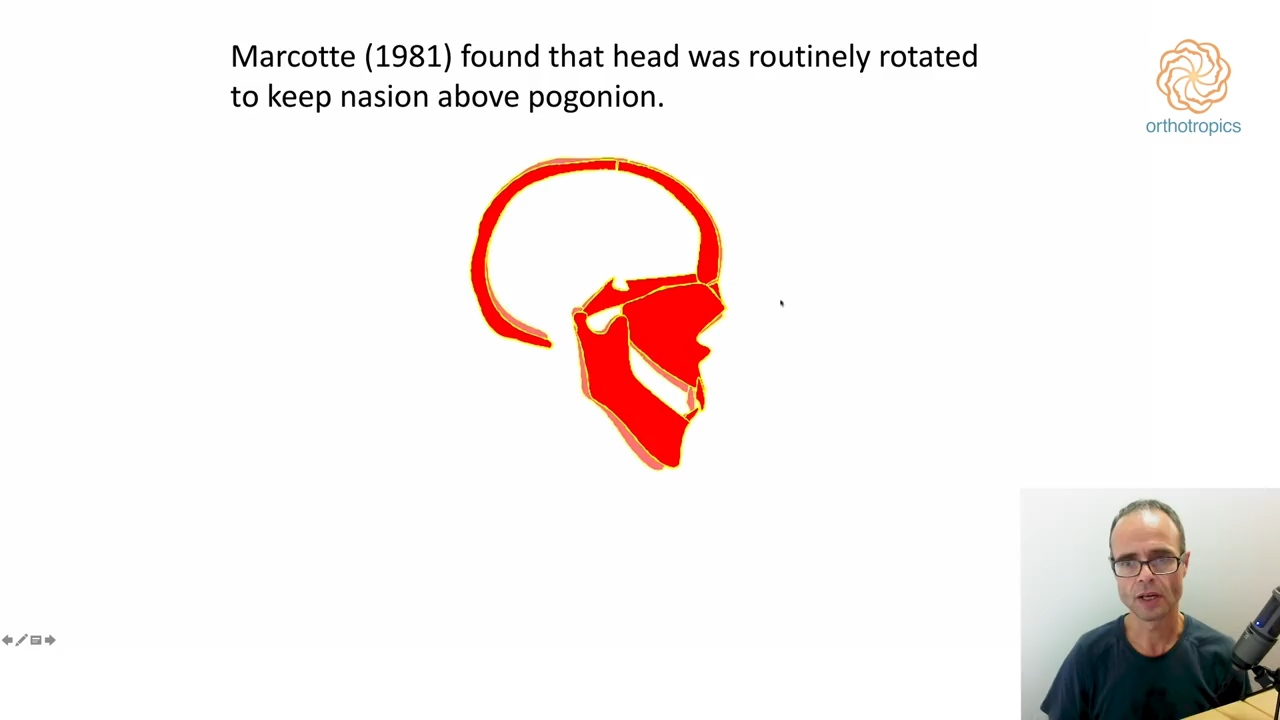 Marcotte (1981) found that head was routinely rotated
to keep nasion above pogonion.
orthotropics